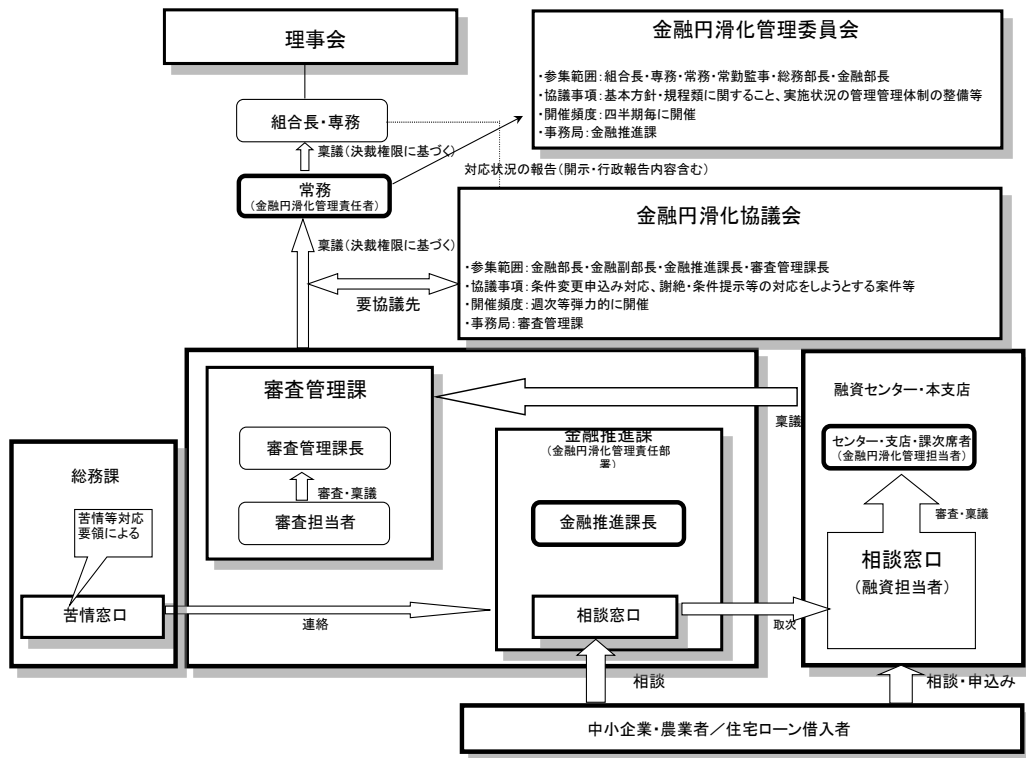 理事会
金融円滑化管理委員会
・参集範囲:組合長・専務・常務・常勤監事・総務部長・金融部長
・協議事項:基本方針・規程類に関すること、実施状況の管理管理体制の整備等
・開催頻度:四半期毎に開催
・事務局:金融推進課
組合長・専務
稟議(決裁権限に基づく)
対応状況の報告(開示・行政報告内容含む)
常務
(金融円滑化管理責任者)
金融円滑化協議会
・参集範囲:金融部長・金融副部長・金融推進課長・審査管理課長
・協議事項:条件変更申込み対応、謝絶・条件提示等の対応をしようとする案件等
・開催頻度:週次等弾力的に開催
・事務局:審査管理課
稟議(決裁権限に基づく)
要協議先
審査管理課
審査管理課長
審査・稟議
審査担当者
稟議
融資センター・本支店
センター・支店・課次席者
(金融円滑化管理担当者)
審査・稟議
相談窓口
(融資担当者)
金融推進課
(金融円滑化管理責任部
署)
金融推進課長
相談窓口
取次
総務課
苦情等対応
要領による
苦情窓口
連絡
相談
相談・申込み
中小企業・農業者/住宅ローン借入者